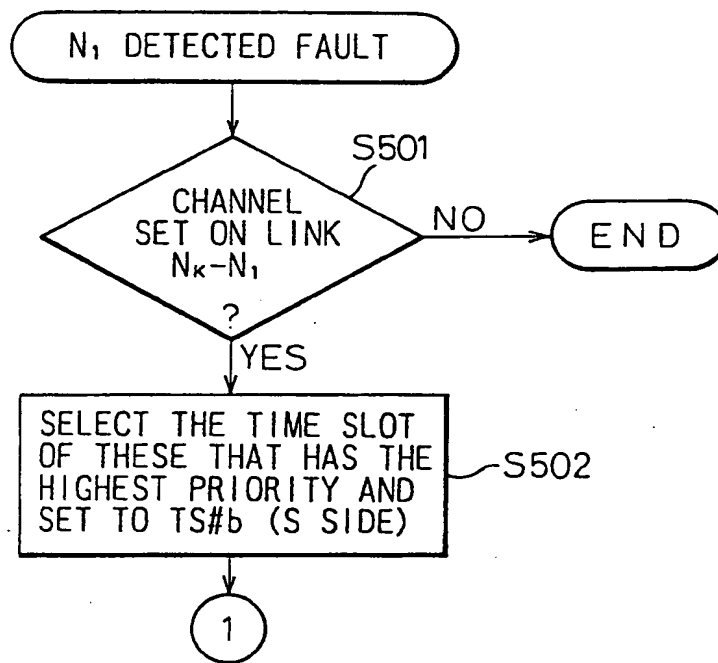 N₁ DETECTED FAULT
S501
CHANNEL
SET ON LINK
Nκ-N₁
?
NO
END
YES
SELECT THE TIME SLOT
OF THESE THAT HAS THE
HIGHEST PRIORITY AND
SET TO TS#b (S SIDE)
S502
1